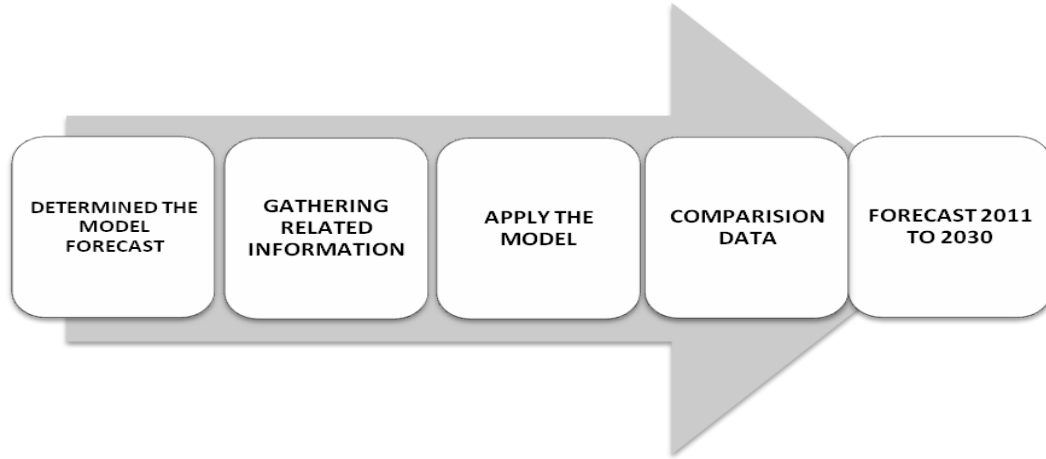 DETERMINED THE
MODEL
FORECAST
GATHERING
RELATED
INFORMATION
APPLY THE
MODEL
COMPARISION
DATA
FORECAST 2011
TO 2030